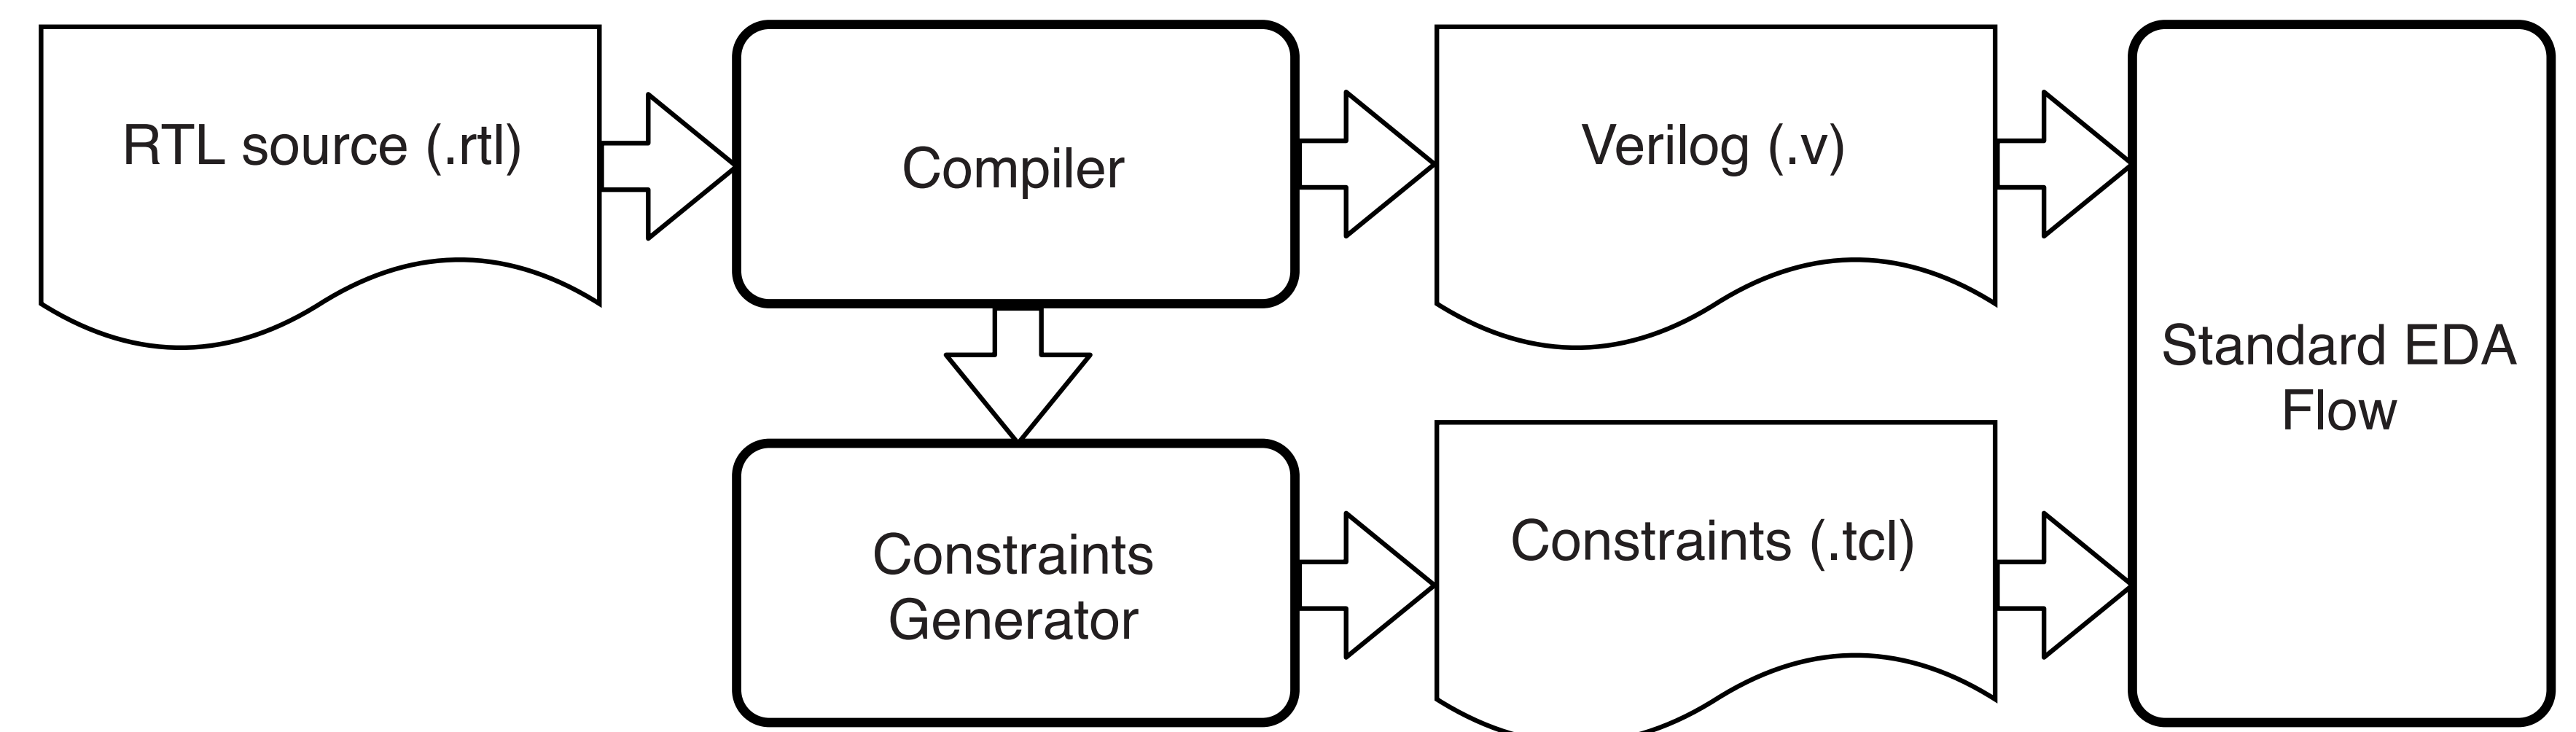 RTL source (.rtl)
Compiler
Verilog (.v)
Standard EDA
Flow
Constraints
Generator
Constraints (.tcl)